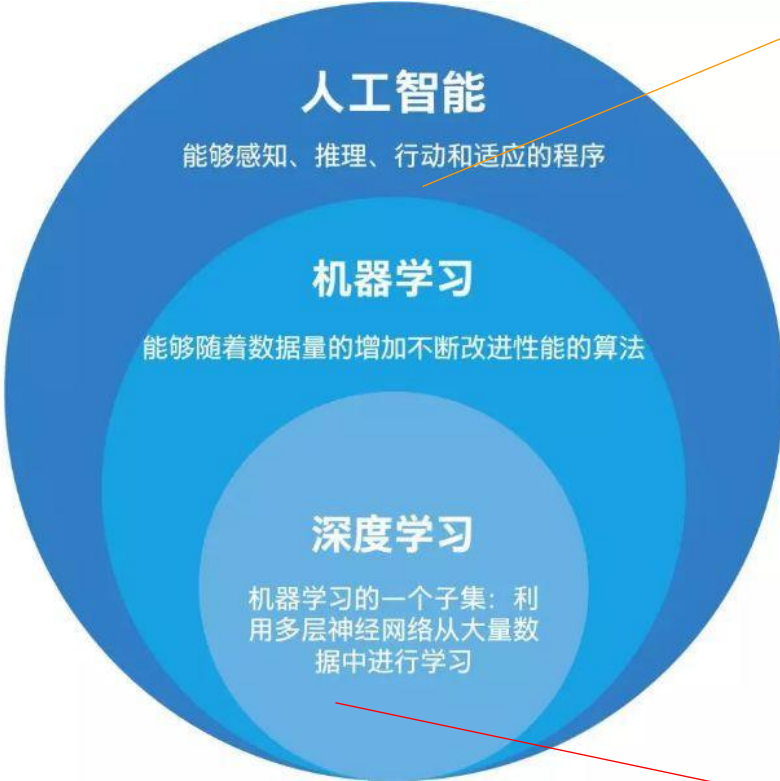 人工智能
能够感知、推理、行动和适应的程序
机器学习
能够随着数据量的增加不断改进性能的算法
深度学习
机器学习的一个子集：利
用多层神经网络从大量数
据中进行学习